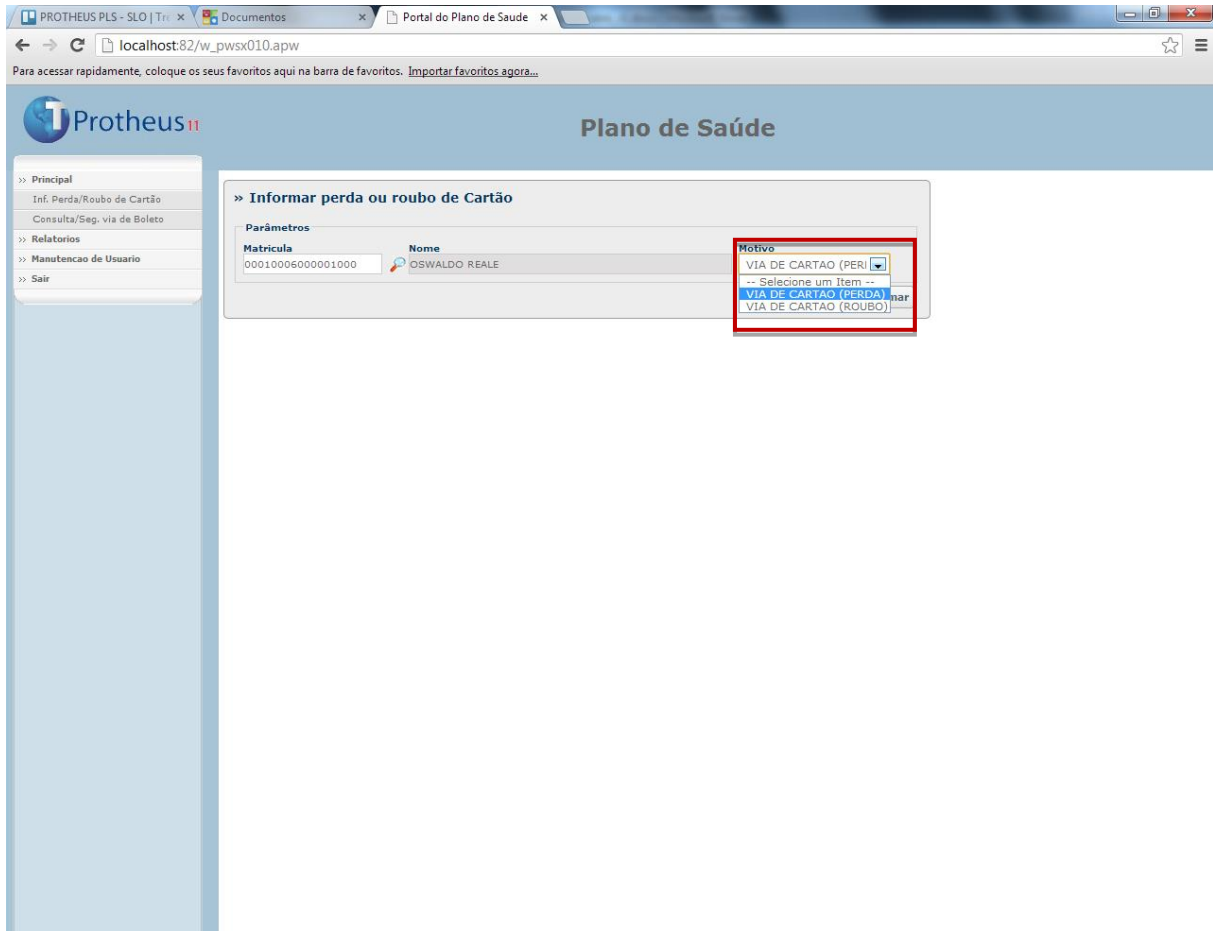 PROTHEUS PLS - SLO | Tr
Documentos
Portal do Plano de Saude
localhost:82/w_pwsx010.apw
Para acessar rapidamente, coloque os seus favoritos aqui na barra de favoritos. Importar favoritos agora...
Protheus 11
Plano de Saúde
» Principal
Inf. Perda/Roubo de Cartão
Consulta/Seg. via de Boleto
» Relatorios
» Manutencao de Usuario
» Sair
» Informar perda ou roubo de Cartão
Parâmetros
Matricula Nome Motivo
00010006000001000 OSWALDO REALE VIA DE CARTAO (PERI
-- Selecione um Item --
VIA DE CARTAO (PERDA)
VIA DE CARTAO (ROUBO)
mar